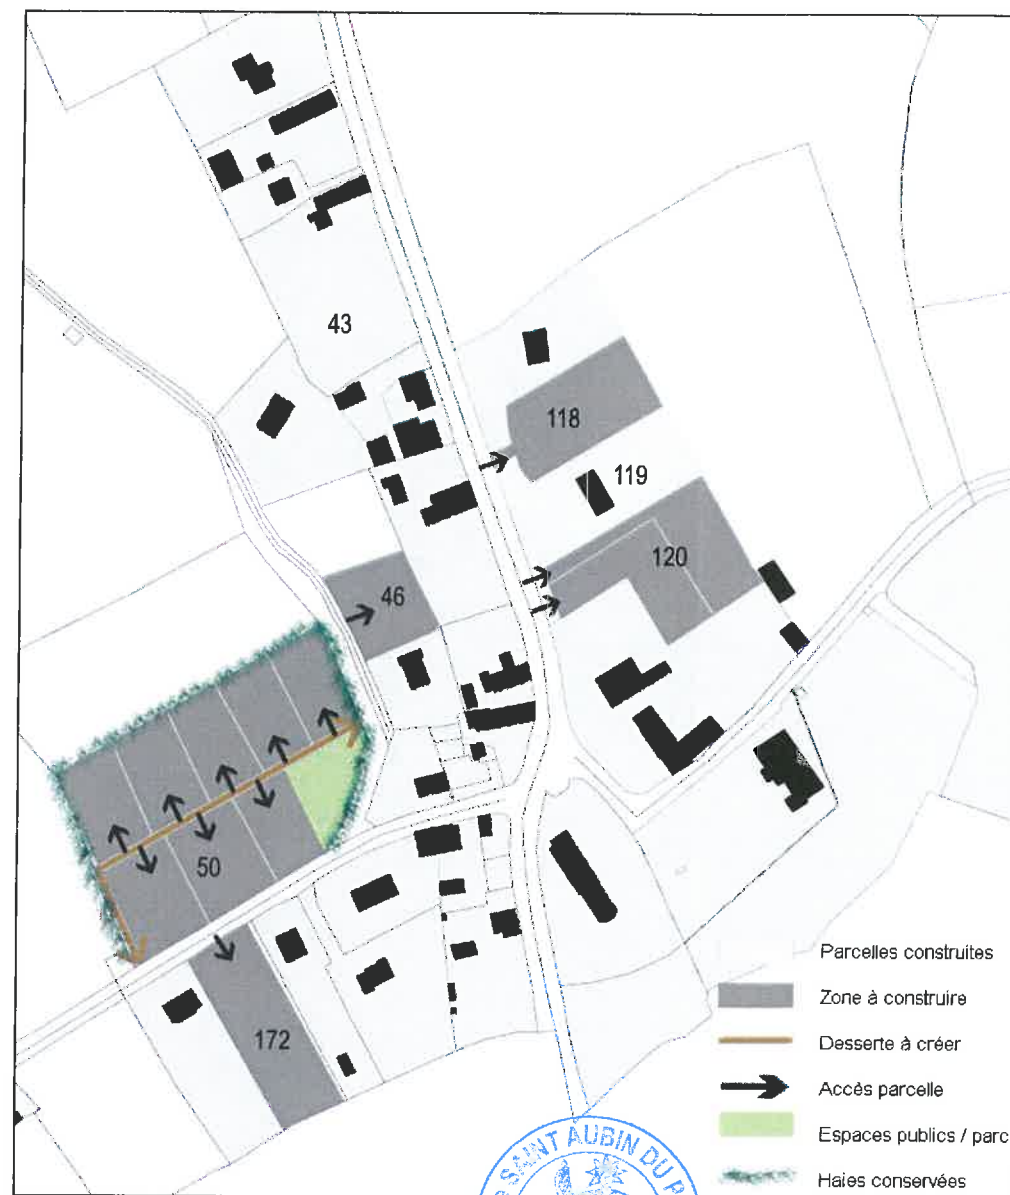 43
118
119
120
46
50
172
Parcelles construites
Zone à construire
Desserte à créer
Accès parcelle
Espaces publics / parc
Haies conservées
SAINT AUBIN DU